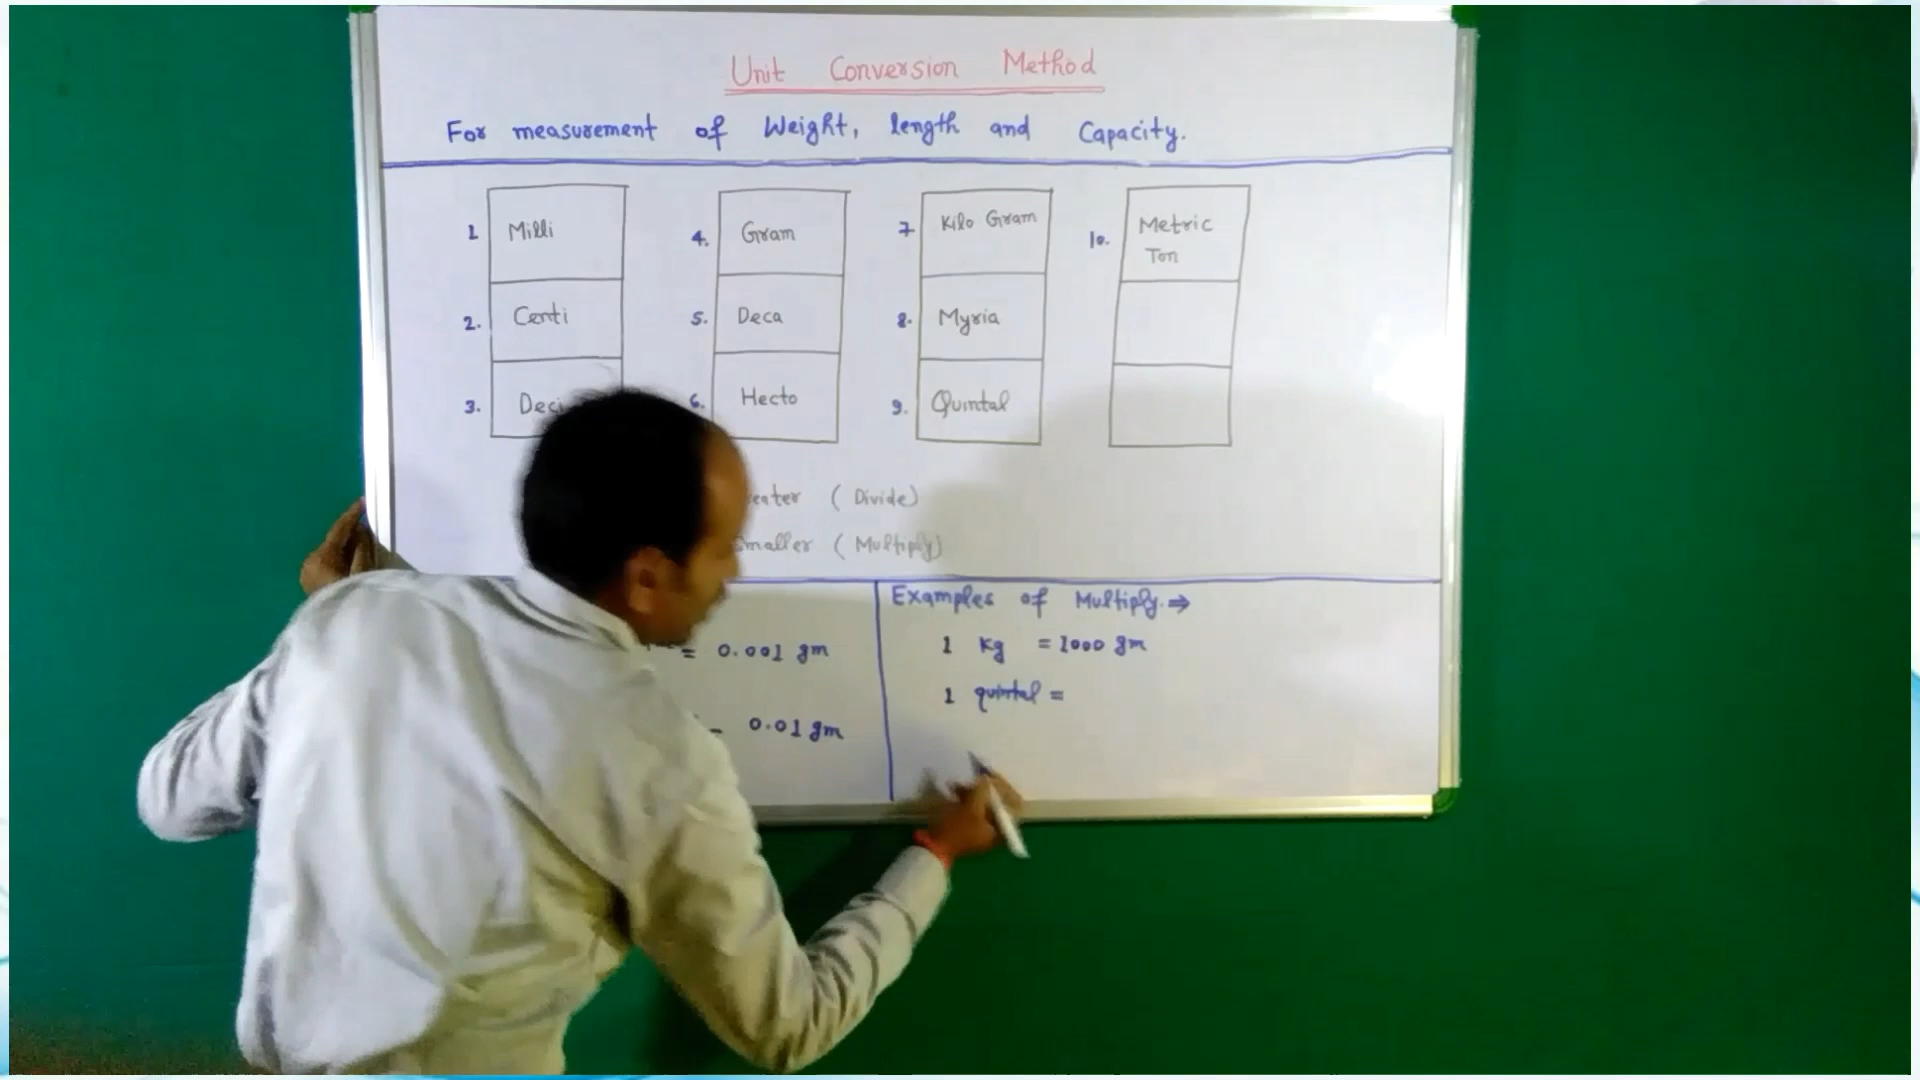 Unit Conversion Method
For measurement of Weight, length and Capacity.
1 Milli
2. Centi
3. Deci
4. Gram
5. Deca
6. Hecto
7 Kilo Gram
8. Myria
9. Quintal
10. Metric
Ton
eater ( Divide)
Smaller ( Multiply)
= 0.001 gm
0.01 gm
Examples of Multiply. ⇒
1 Kg = 1000 gm
1 quintal =